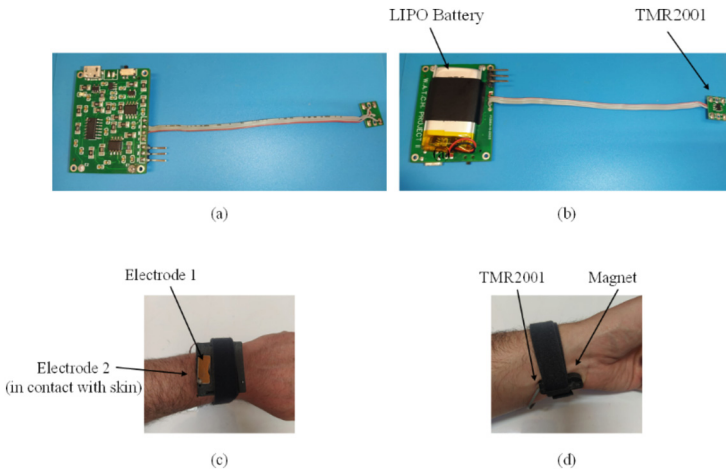 LIPO Battery
TMR2001
(a)
(b)
Electrode 1
Electrode 2
(in contact with skin)
TMR2001
Magnet
(c)
(d)